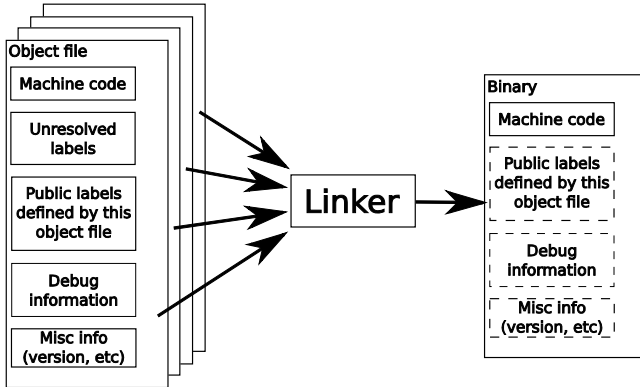 Object file
Machine code
Unresolved
labels
Public labels
defined by this
object file
Debug
information
Misc info
(version, etc)
Linker
Binary
Machine code
Public labels
defined by this
object file
Debug
information
Misc info
(version, etc)